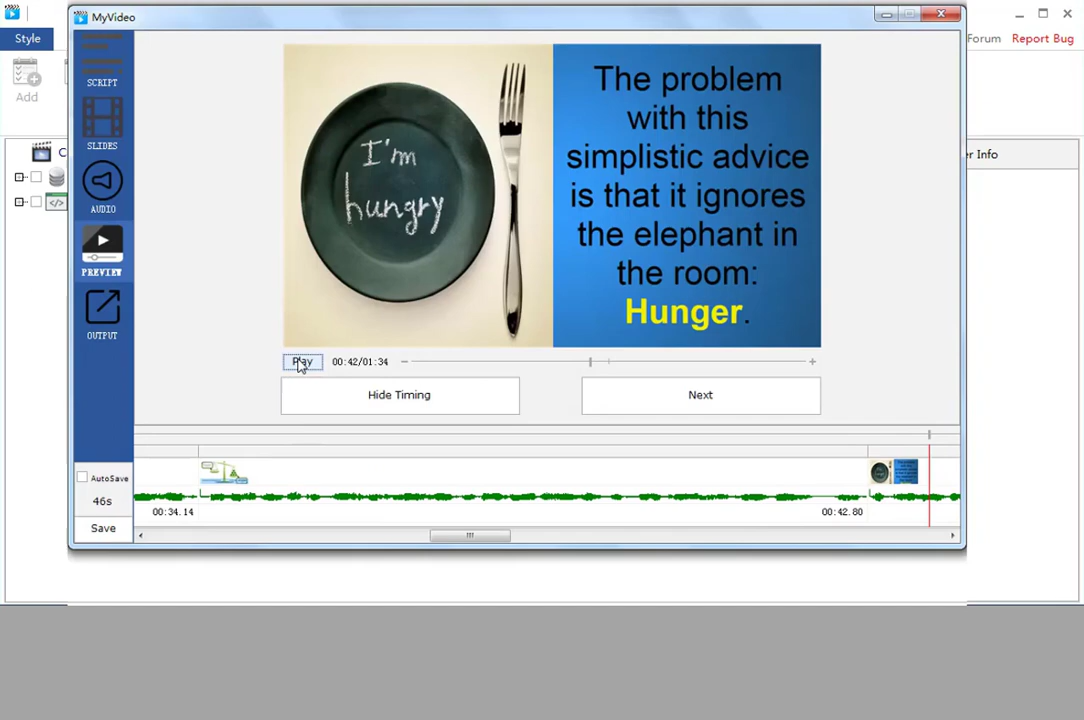 MyVideo
Style
Forum
Report Bug
Add
C
er Info
SCRIPT
SLIDES
AUDIO
PREVIEW
OUTPUT
I'm
hungry
The problem
with this
simplistic advice
is that it ignores
the elephant in
the room:
Hunger.
Play
00:42/01:34
Hide Timing
Next
AutoSave
46s
Save
00:34.14
00:42.80